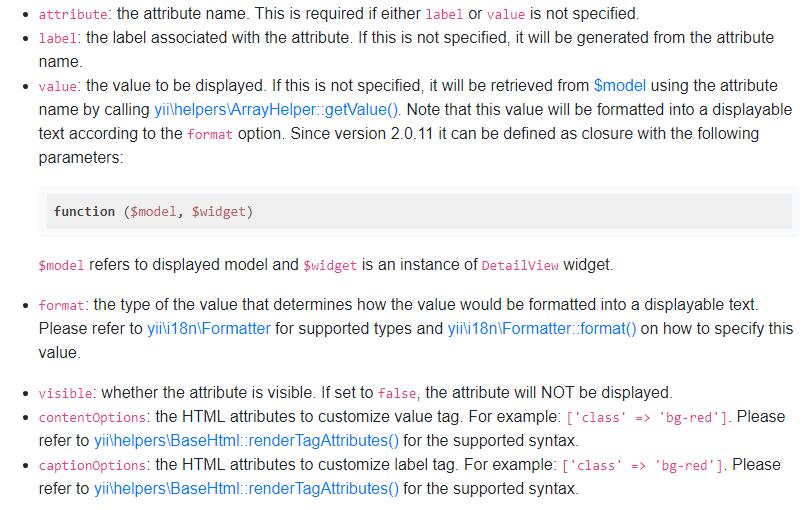 • attribute: the attribute name. This is required if either label or value is not specified.
• label: the label associated with the attribute. If this is not specified, it will be generated from the attribute
name.
• value: the value to be displayed. If this is not specified, it will be retrieved from $model using the attribute
name by calling yii\helpers\ArrayHelper::getValue(). Note that this value will be formatted into a displayable
text according to the format option. Since version 2.0.11 it can be defined as closure with the following
parameters:
function ($model, $widget)
$model refers to displayed model and $widget is an instance of DetailView widget.
• format: the type of the value that determines how the value would be formatted into a displayable text.
Please refer to yii\i18n\Formatter for supported types and yii\i18n\Formatter::format() on how to specify this
value.
• visible: whether the attribute is visible. If set to false, the attribute will NOT be displayed.
• contentOptions: the HTML attributes to customize value tag. For example: ['class' => 'bg-red']. Please
refer to yii\helpers\BaseHtml::renderTagAttributes() for the supported syntax.
• captionOptions: the HTML attributes to customize label tag. For example: ['class' => 'bg-red']. Please
refer to yii\helpers\BaseHtml::renderTagAttributes() for the supported syntax.